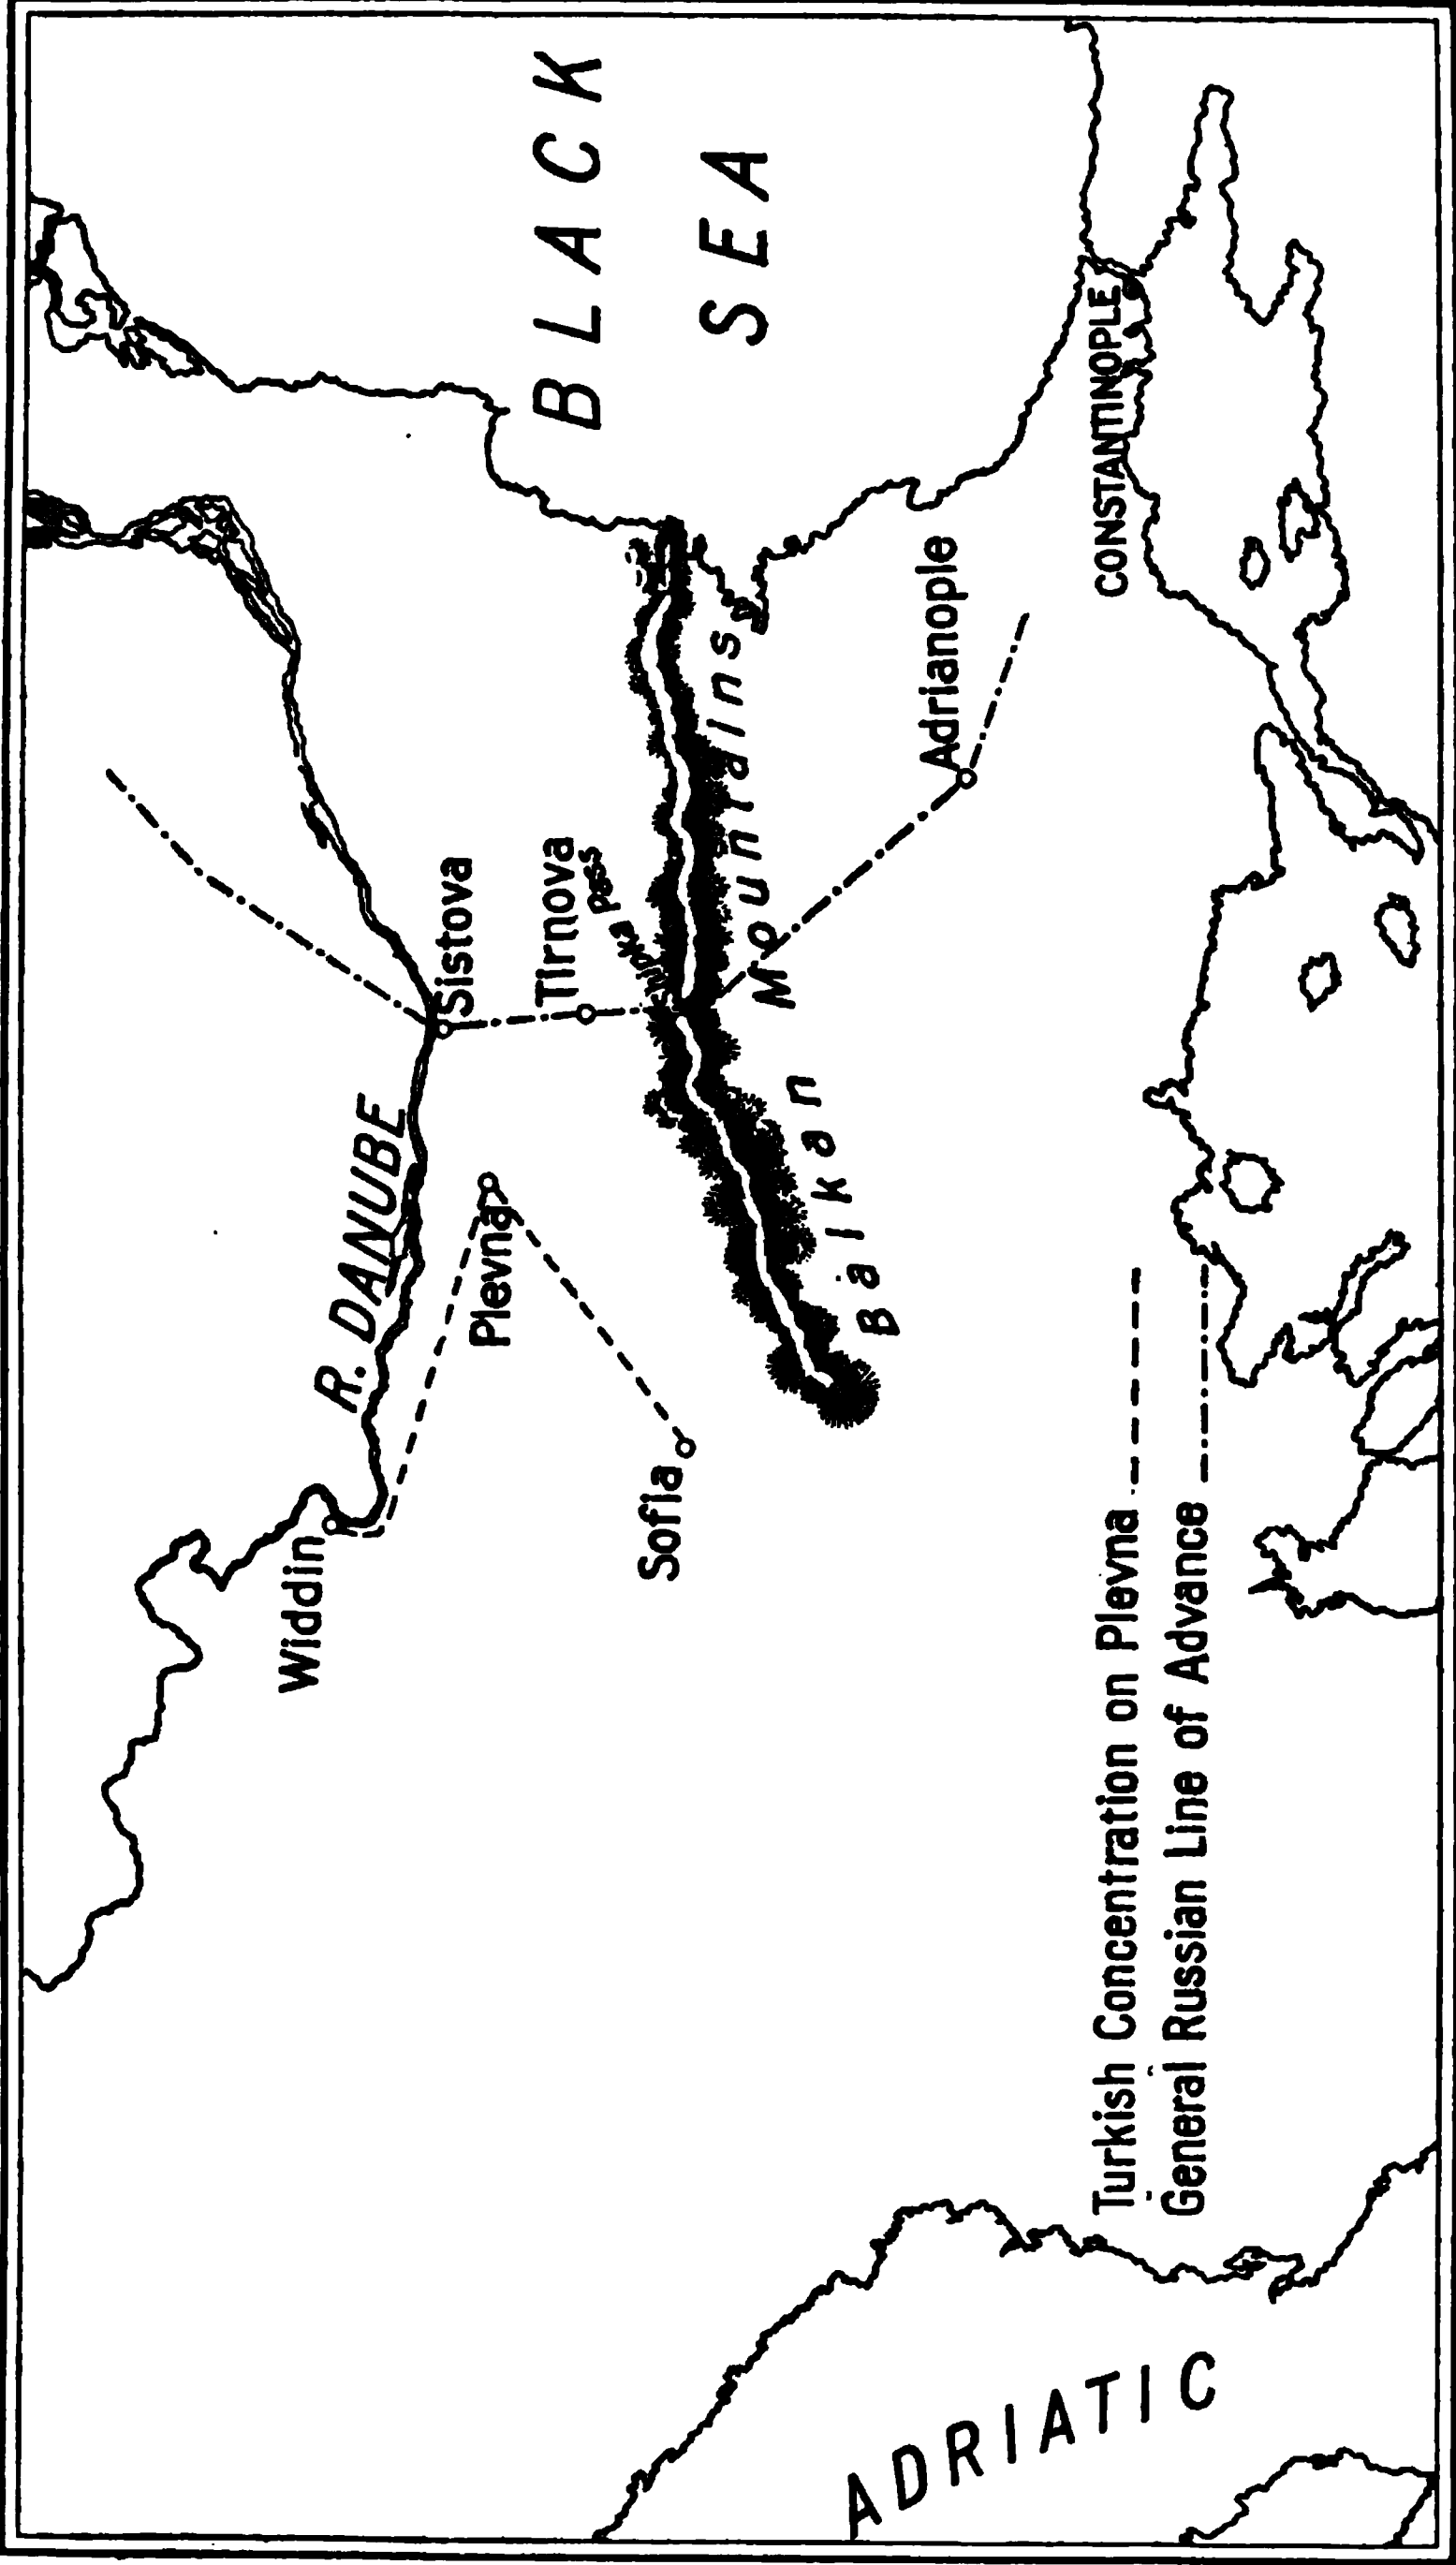 R. DANUBE
Widdin
Sistova
Plevna
Tirnova
Shipka Pass
Sofia
Balkan Mountains
Adrianople
CONSTANTINOPLE
BLACK
SEA
ADRIATIC
Turkish Concentration on Plevna
General Russian Line of Advance